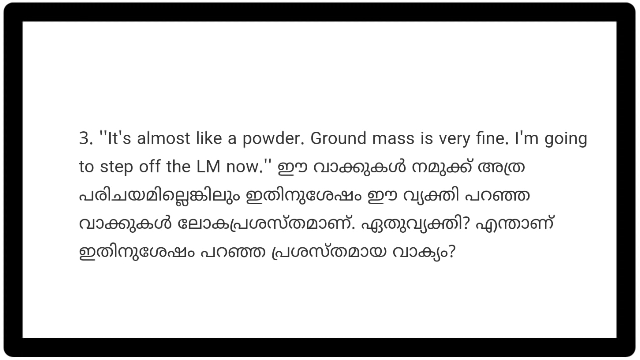 3. "It's almost like a powder. Ground mass is very fine. I'm going
to step off the LM now." ഈ വാക്കുകൾ നമുക്ക് അത്ര
പരിചയമില്ലെങ്കിലും ഇതിനുശേഷം ഈ വ്യക്തി പറഞ്ഞ
വാക്കുകൾ ലോകപ്രശസ്തമാണ്. ഏതുവ്യക്തി? എന്താണ്
ഇതിനുശേഷം പറഞ്ഞ പ്രശസ്തമായ വാക്യം?